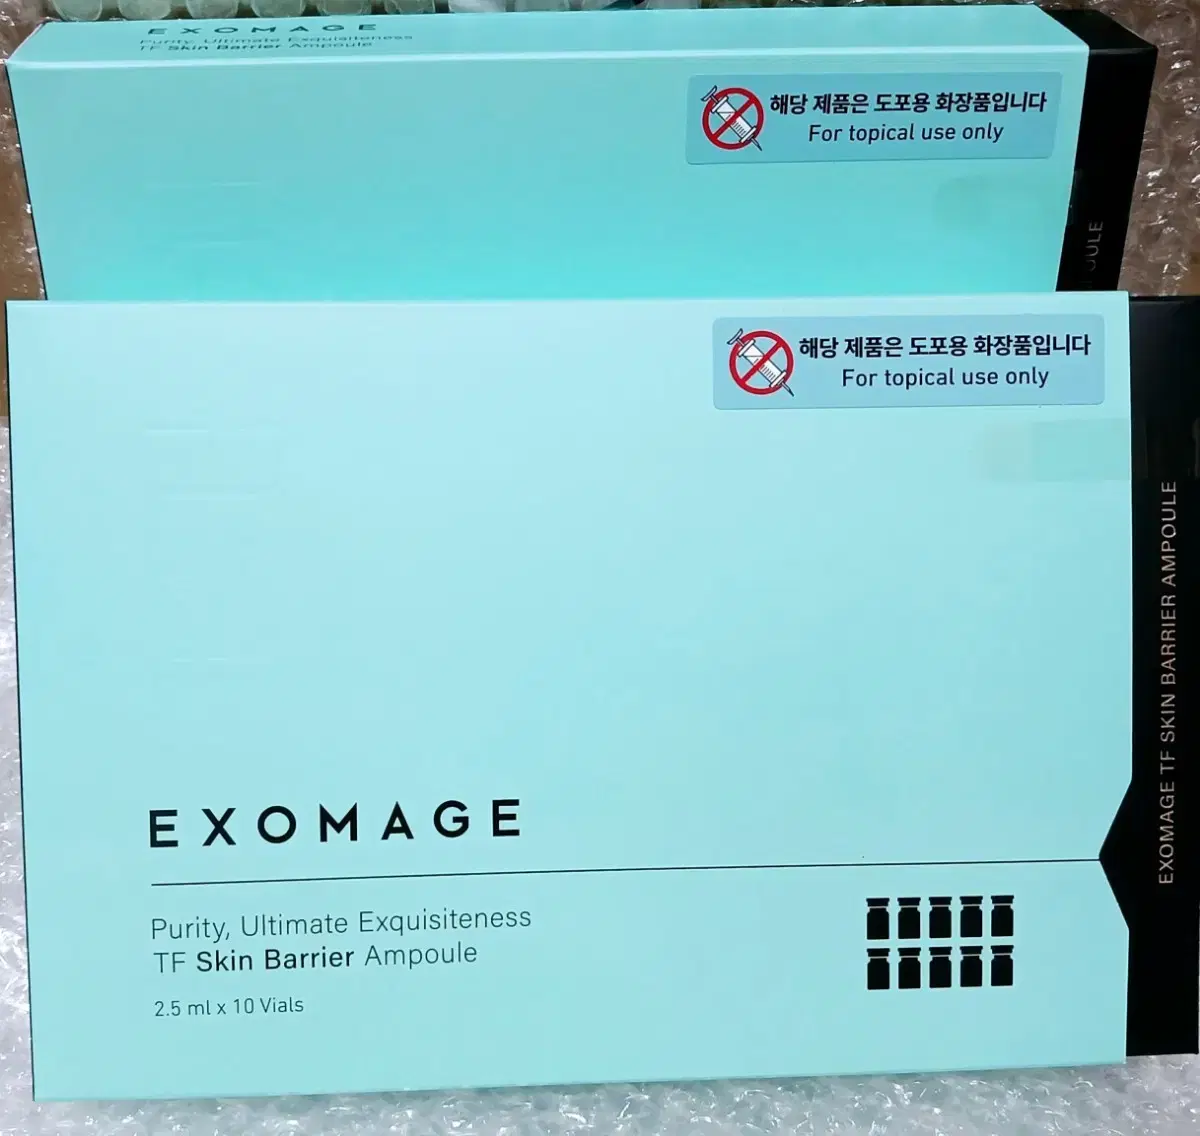 EXOMAGE
Purity, Ultimate Exquisiteness
TF Skin Barrier Ampoule
해당 제품은 도포용 화장품입니다
For topical use only
OULE
해당 제품은 도포용 화장품입니다
For topical use only
EXOMAGE TF SKIN BARRIER AMPOULE
EXOMAGE
Purity, Ultimate Exquisiteness
TF Skin Barrier Ampoule
2.5 ml x 10 Vials